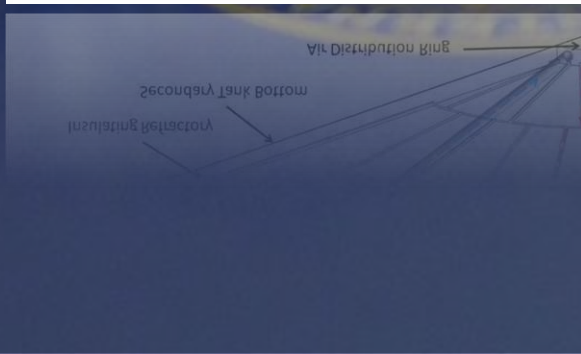 Air Distribution Ring
Secondary Tank Bottom
Insulating Refractory